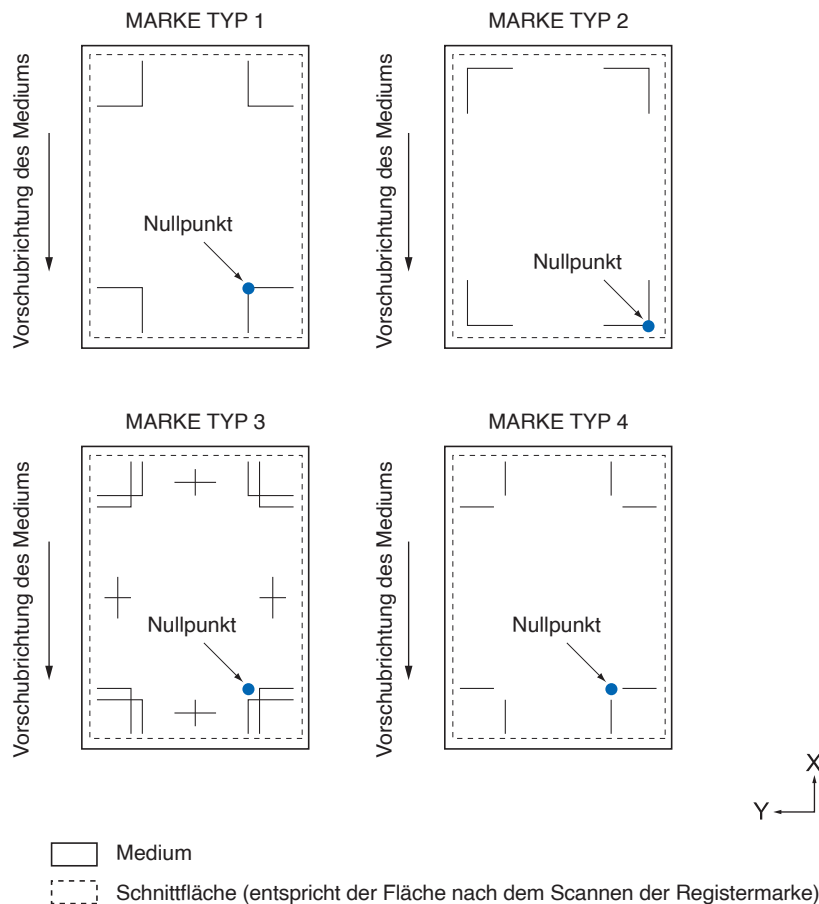 MARKE TYP 1
Vorschubrichtung des Mediums
Nullpunkt
MARKE TYP 2
Vorschubrichtung des Mediums
Nullpunkt
MARKE TYP 3
Vorschubrichtung des Mediums
Nullpunkt
MARKE TYP 4
Vorschubrichtung des Mediums
Nullpunkt
X
Y
Medium
Schnittfläche (entspricht der Fläche nach dem Scannen der Registermarke)